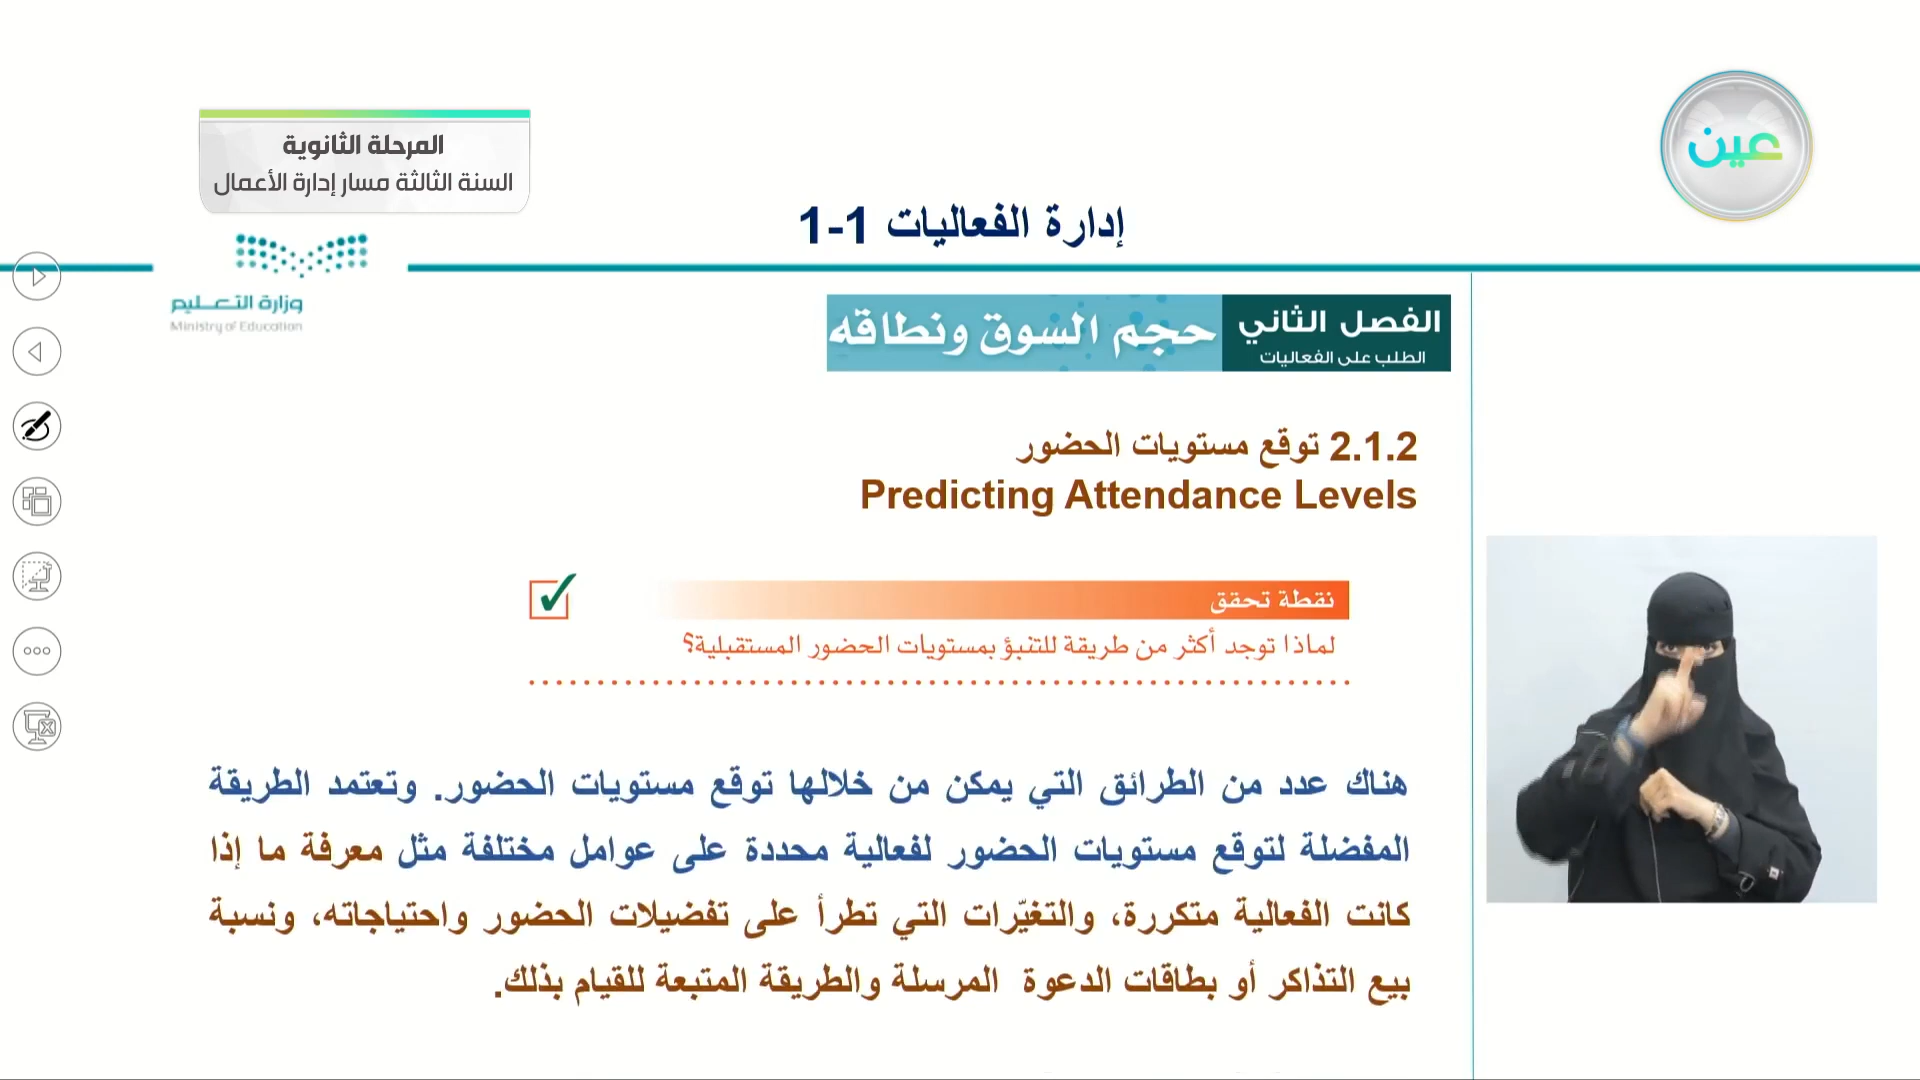 المرحلة الثانوية
السنة الثالثة مسار إدارة الأعمال
عين
إدارة الفعاليات 1-1
وزارة التعليم
Ministry of Education
الفصل الثاني
الطلب على الفعاليات
حجم السوق ونطاقه
2.1.2 توقع مستويات الحضور
Predicting Attendance Levels
نقطة تحقق
لماذا توجد أكثر من طريقة للتنبؤ بمستويات الحضور المستقبلية؟
هناك عدد من الطرائق التي يمكن من خلالها توقع مستويات الحضور. وتعتمد الطريقة
المفضلة لتوقع مستويات الحضور لفعالية محددة على عوامل مختلفة مثل معرفة ما إذا
كانت الفعالية متكررة، والتغيّرات التي تطرأ على تفضيلات الحضور واحتياجاته، ونسبة
بيع التذاكر أو بطاقات الدعوة المرسلة والطريقة المتبعة للقيام بذلك.